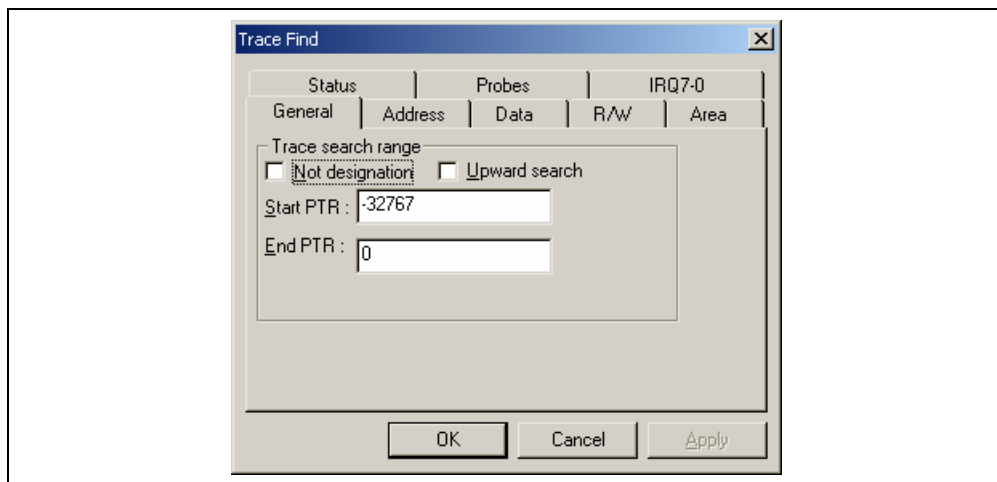 Trace Find
Status Probes IRQ7-0
General Address Data R/W Area
Trace search range
Not designation Upward search
Start PTR : -32767
End PTR : 0
OK Cancel Apply